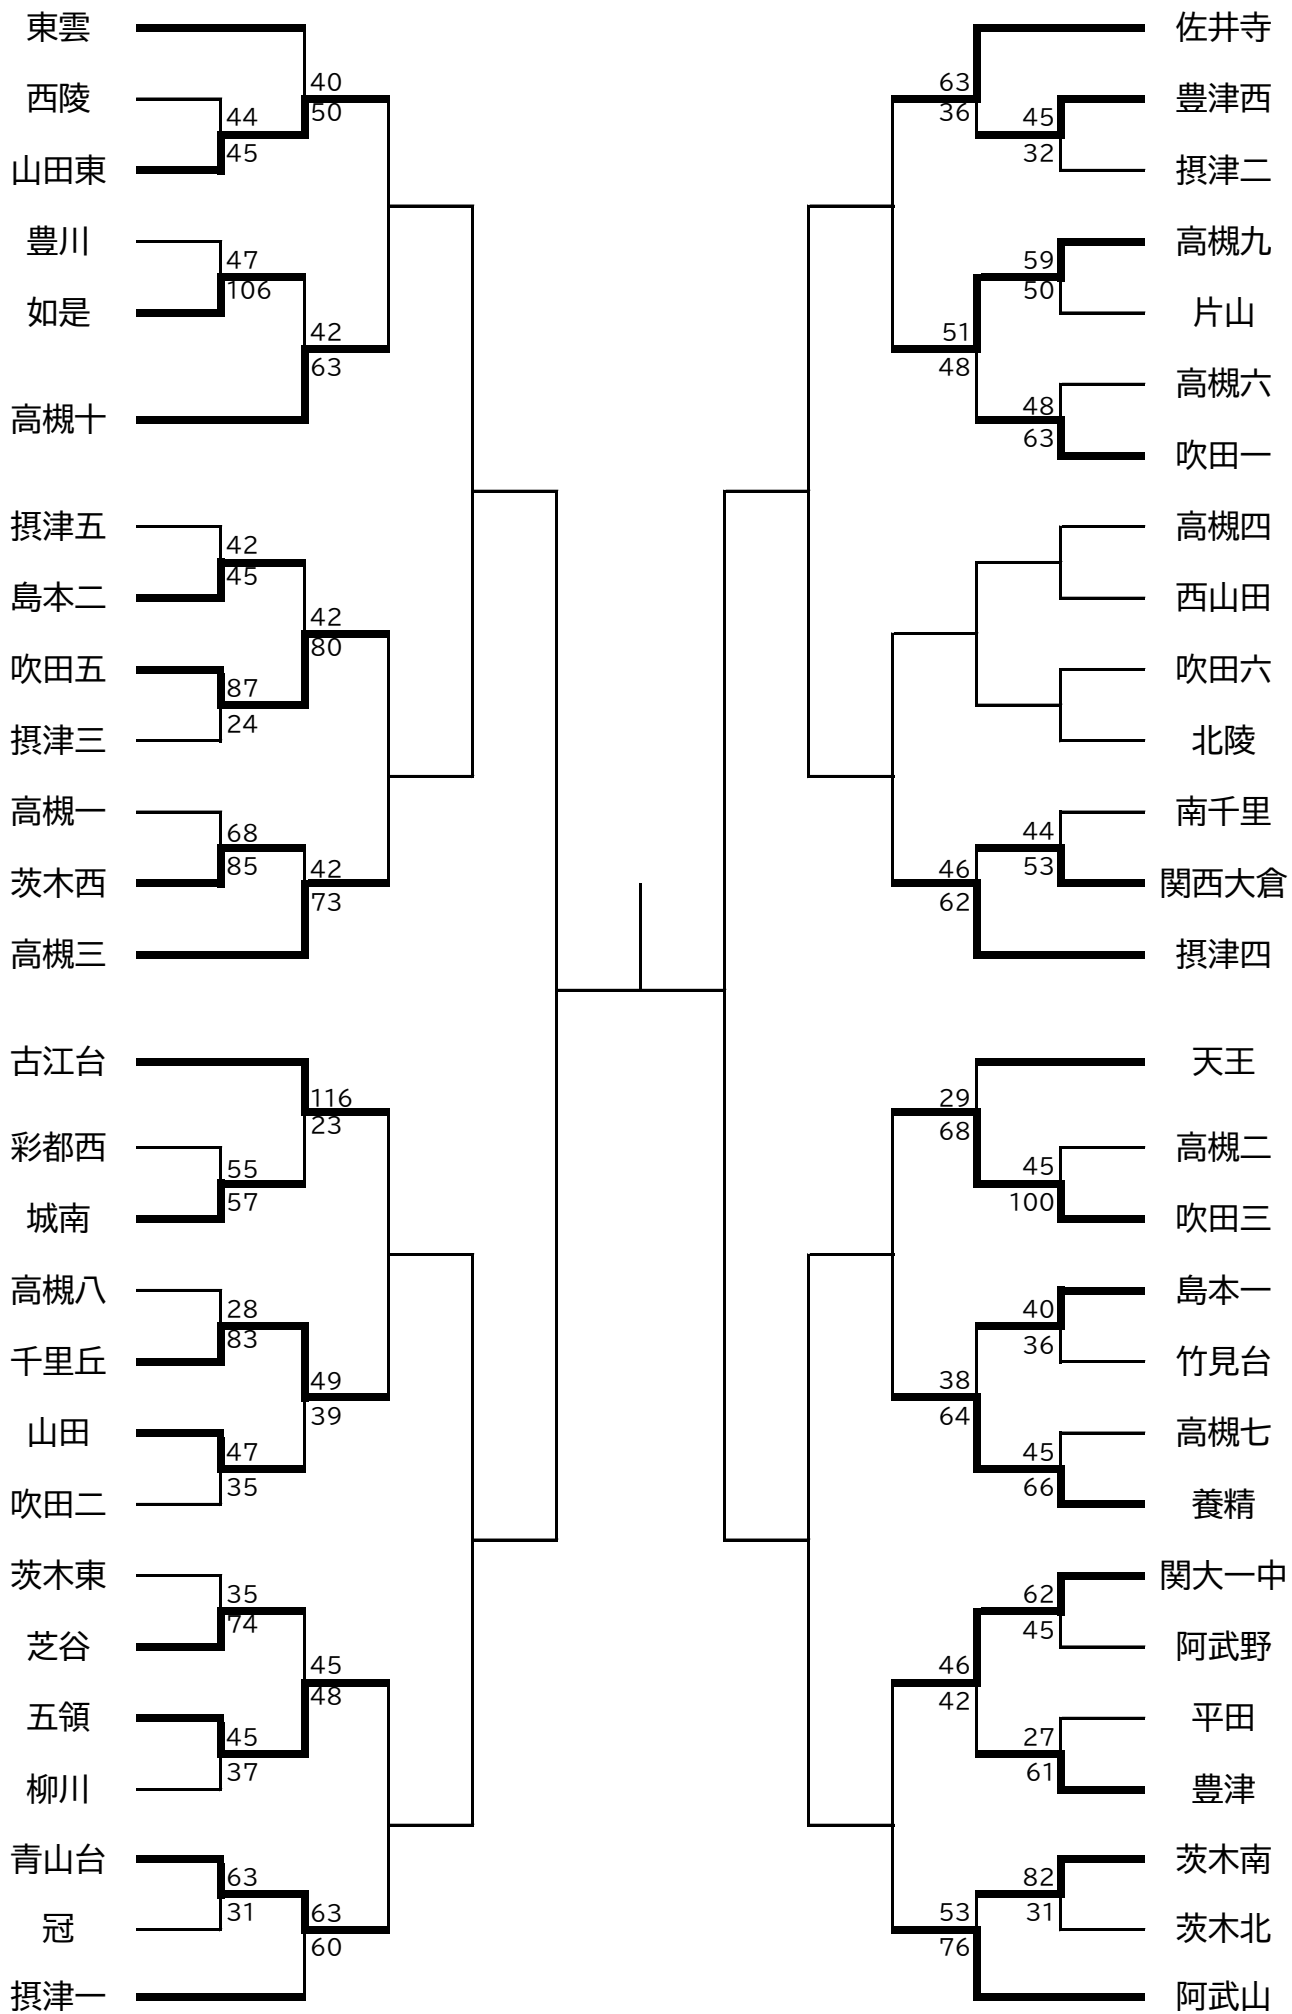 東雲
40
50
西陵
44
45
山田東
豊川
47
106
如是
42
63
高槻十
摂津五
42
45
島本二
42
80
吹田五
87
24
摂津三
高槻一
68
85
茨木西
42
73
高槻三
古江台
116
23
彩都西
55
57
城南
高槻八
28
83
千里丘
49
39
山田
47
35
吹田二
茨木東
35
74
芝谷
45
48
五領
45
37
柳川
青山台
63
31
冠
63
60
摂津一
佐井寺
63
36
豊津西
45
32
摂津二
高槻九
59
50
片山
51
48
高槻六
48
63
吹田一
高槻四
西山田
吹田六
北陵
南千里
44
53
関西大倉
46
62
摂津四
天王
29
68
高槻二
45
100
吹田三
島本一
40
36
竹見台
38
64
高槻七
45
66
養精
関大一中
62
45
阿武野
46
42
平田
27
61
豊津
茨木南
82
31
茨木北
53
76
阿武山